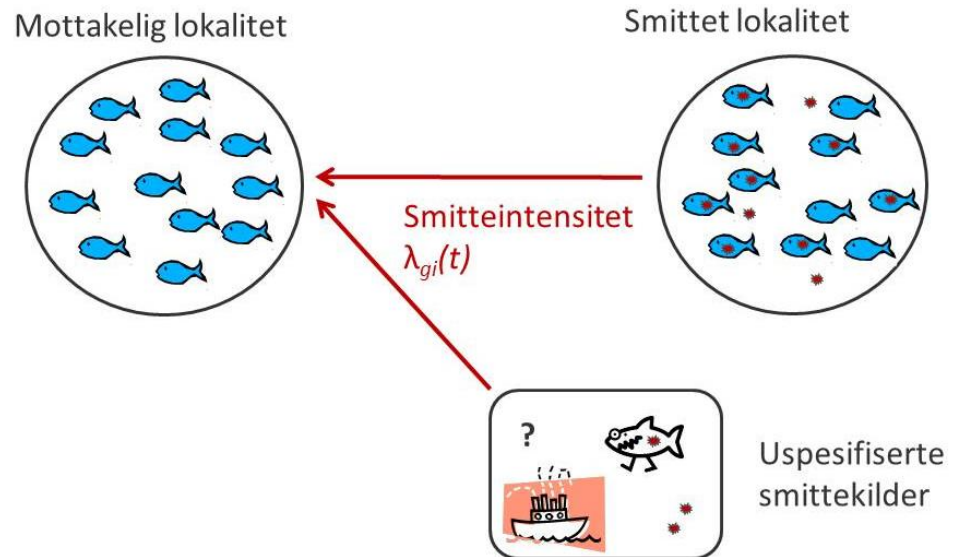 Mottakelig lokalitet
Smittet lokalitet
Smitteintensitet
λgi(t)
?
Uspesifiserte
smittekilder